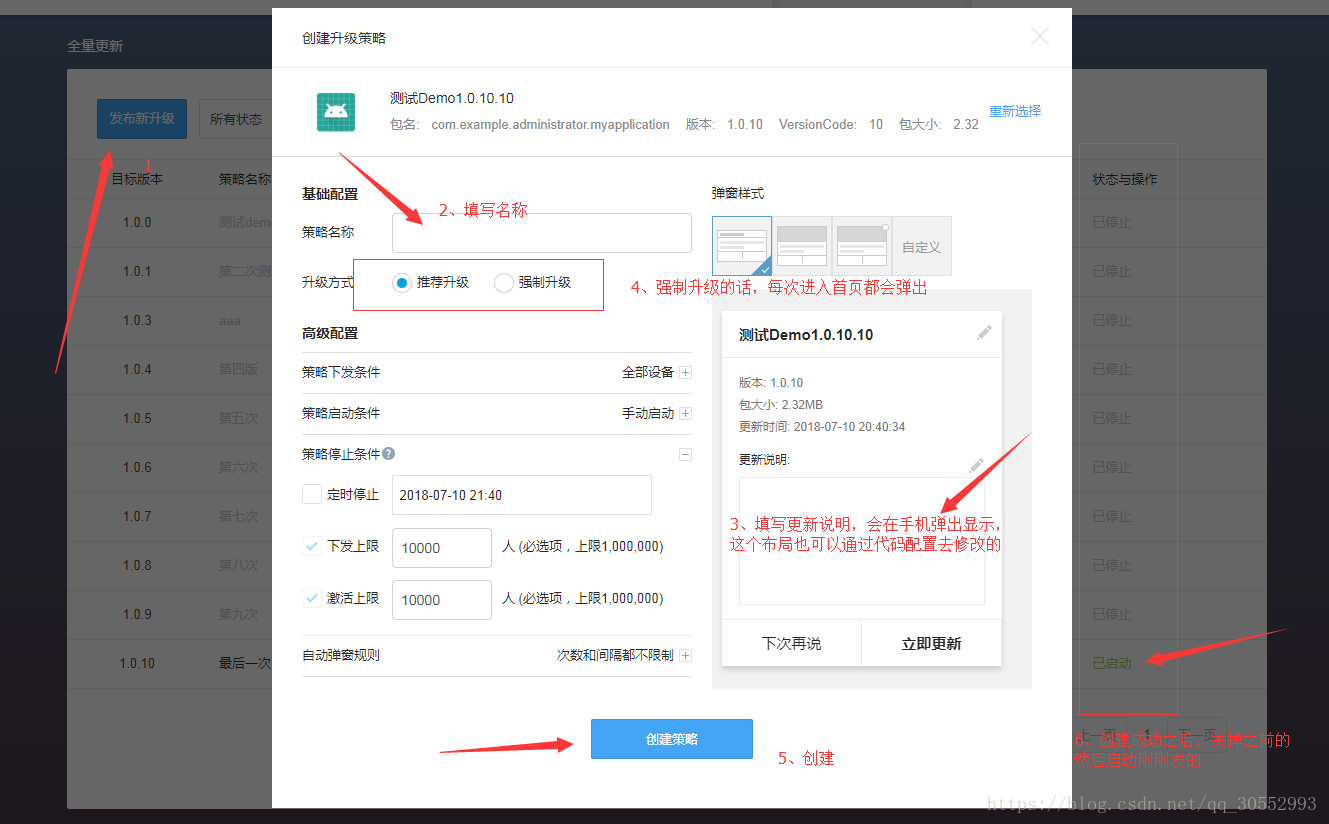 全量更新
发布新升级
所有状态
1
目标版本
策略名称
状态与操作
1.0.0 测试demo 已停止
1.0.1 第二次测 已停止
1.0.3 aaa 已停止
1.0.4 第四版 已停止
1.0.5 第五次 已停止
1.0.6 第六次 已停止
1.0.7 第七次 已停止
1.0.8 第八次 已停止
1.0.9 第九次 已停止
1.0.10 最后一次 已启动
上一页 1 下一页
创建升级策略
测试Demo1.0.10.10
包名: com.example.administrator.myapplication 版本: 1.0.10 VersionCode: 10 包大小: 2.32
重新选择
基础配置
策略名称
2、填写名称
升级方式 推荐升级 强制升级
4、强制升级的话，每次进入首页都会弹出
高级配置
策略下发条件 全部设备
策略启动条件 手动启动
策略停止条件 ?
定时停止 2018-07-10 21:40
下发上限 10000 人 (必选项，上限1,000,000)
激活上限 10000 人 (必选项，上限1,000,000)
自动弹窗规则 次数和间隔都不限制
弹窗样式
自定义
测试Demo1.0.10.10
版本: 1.0.10
包大小: 2.32MB
更新时间: 2018-07-10 20:40:34
更新说明:
3、填写更新说明，会在手机弹出显示，
这个布局也可以通过代码配置去修改的
下次再说 立即更新
创建策略
5、创建
6、创建成功之后，关掉之前的
然后启动刚刚发的
https://blog.csdn.net/qq_30552993